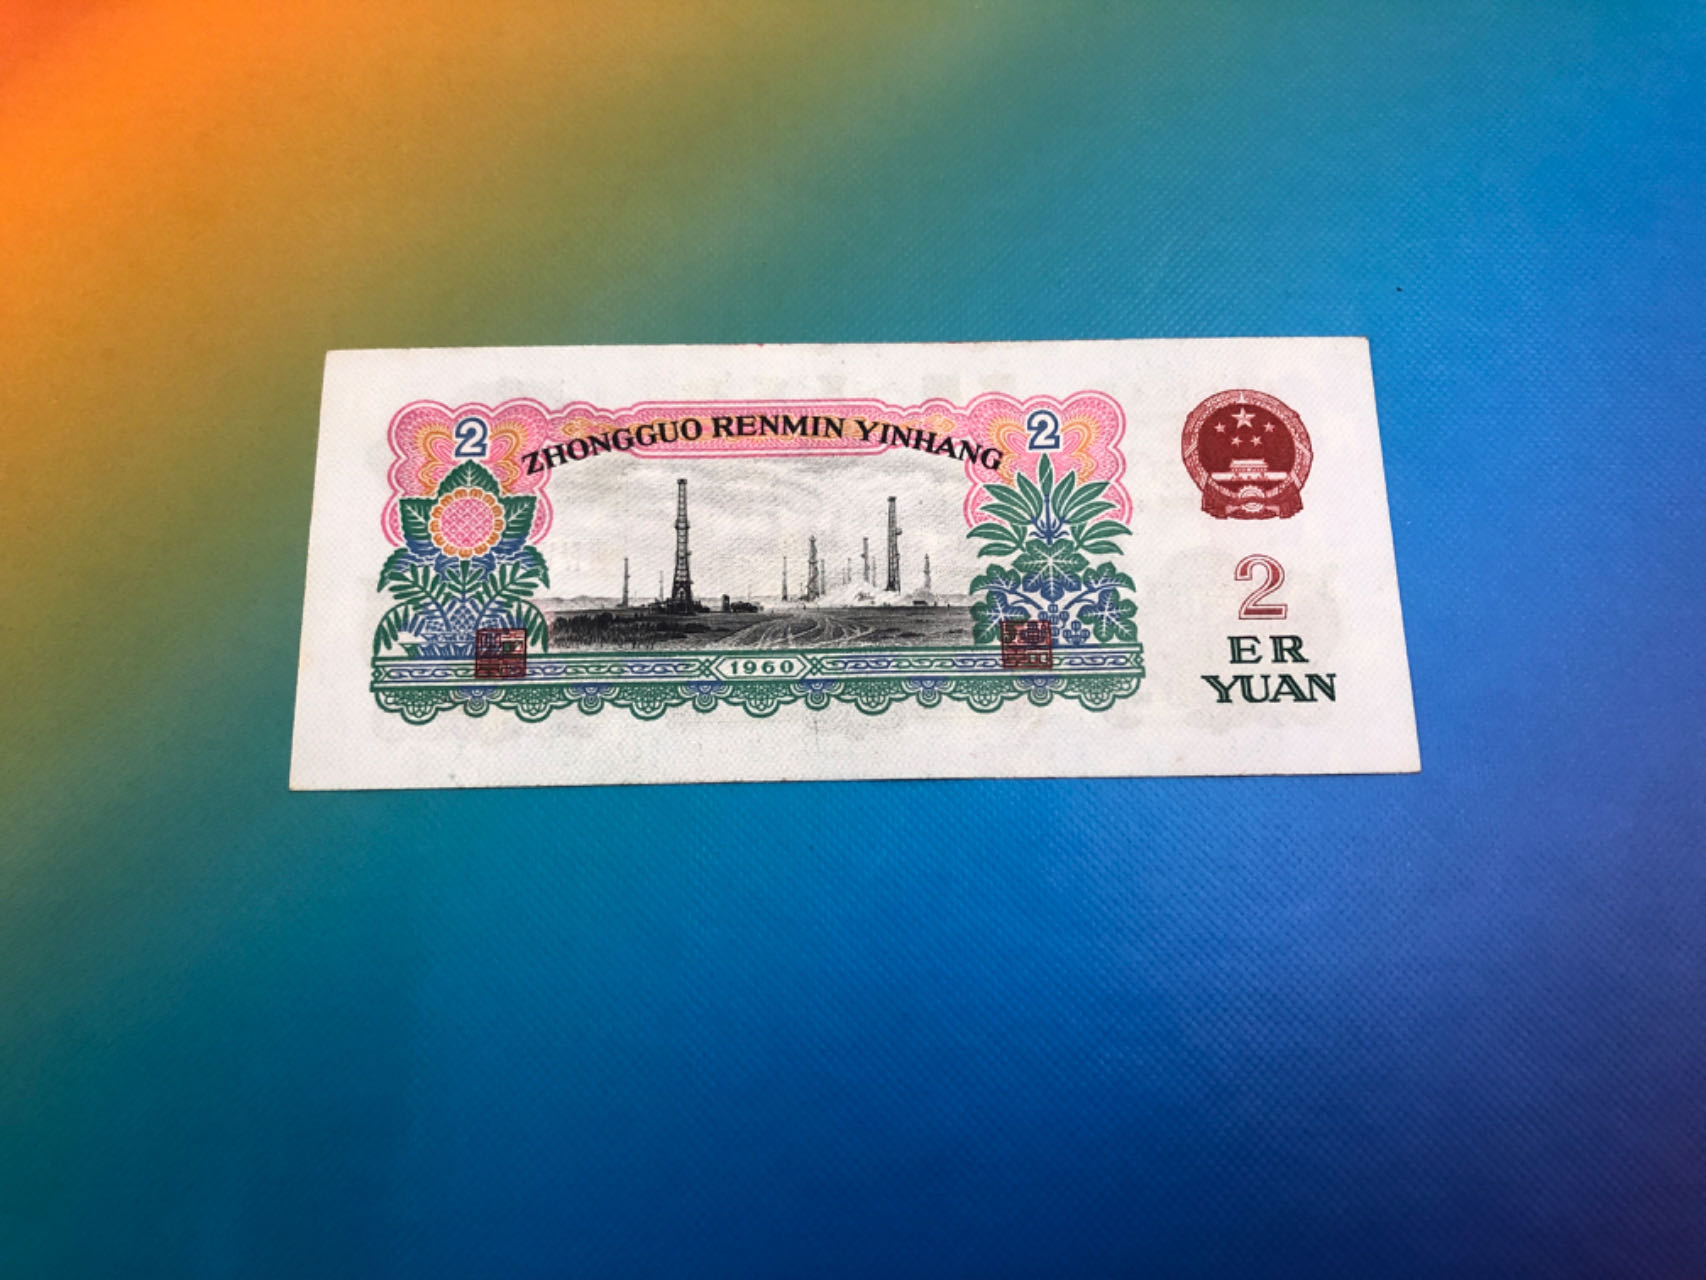 2
ZHONGGUO RENMIN YINHANG
2
1960
2
ER
YUAN